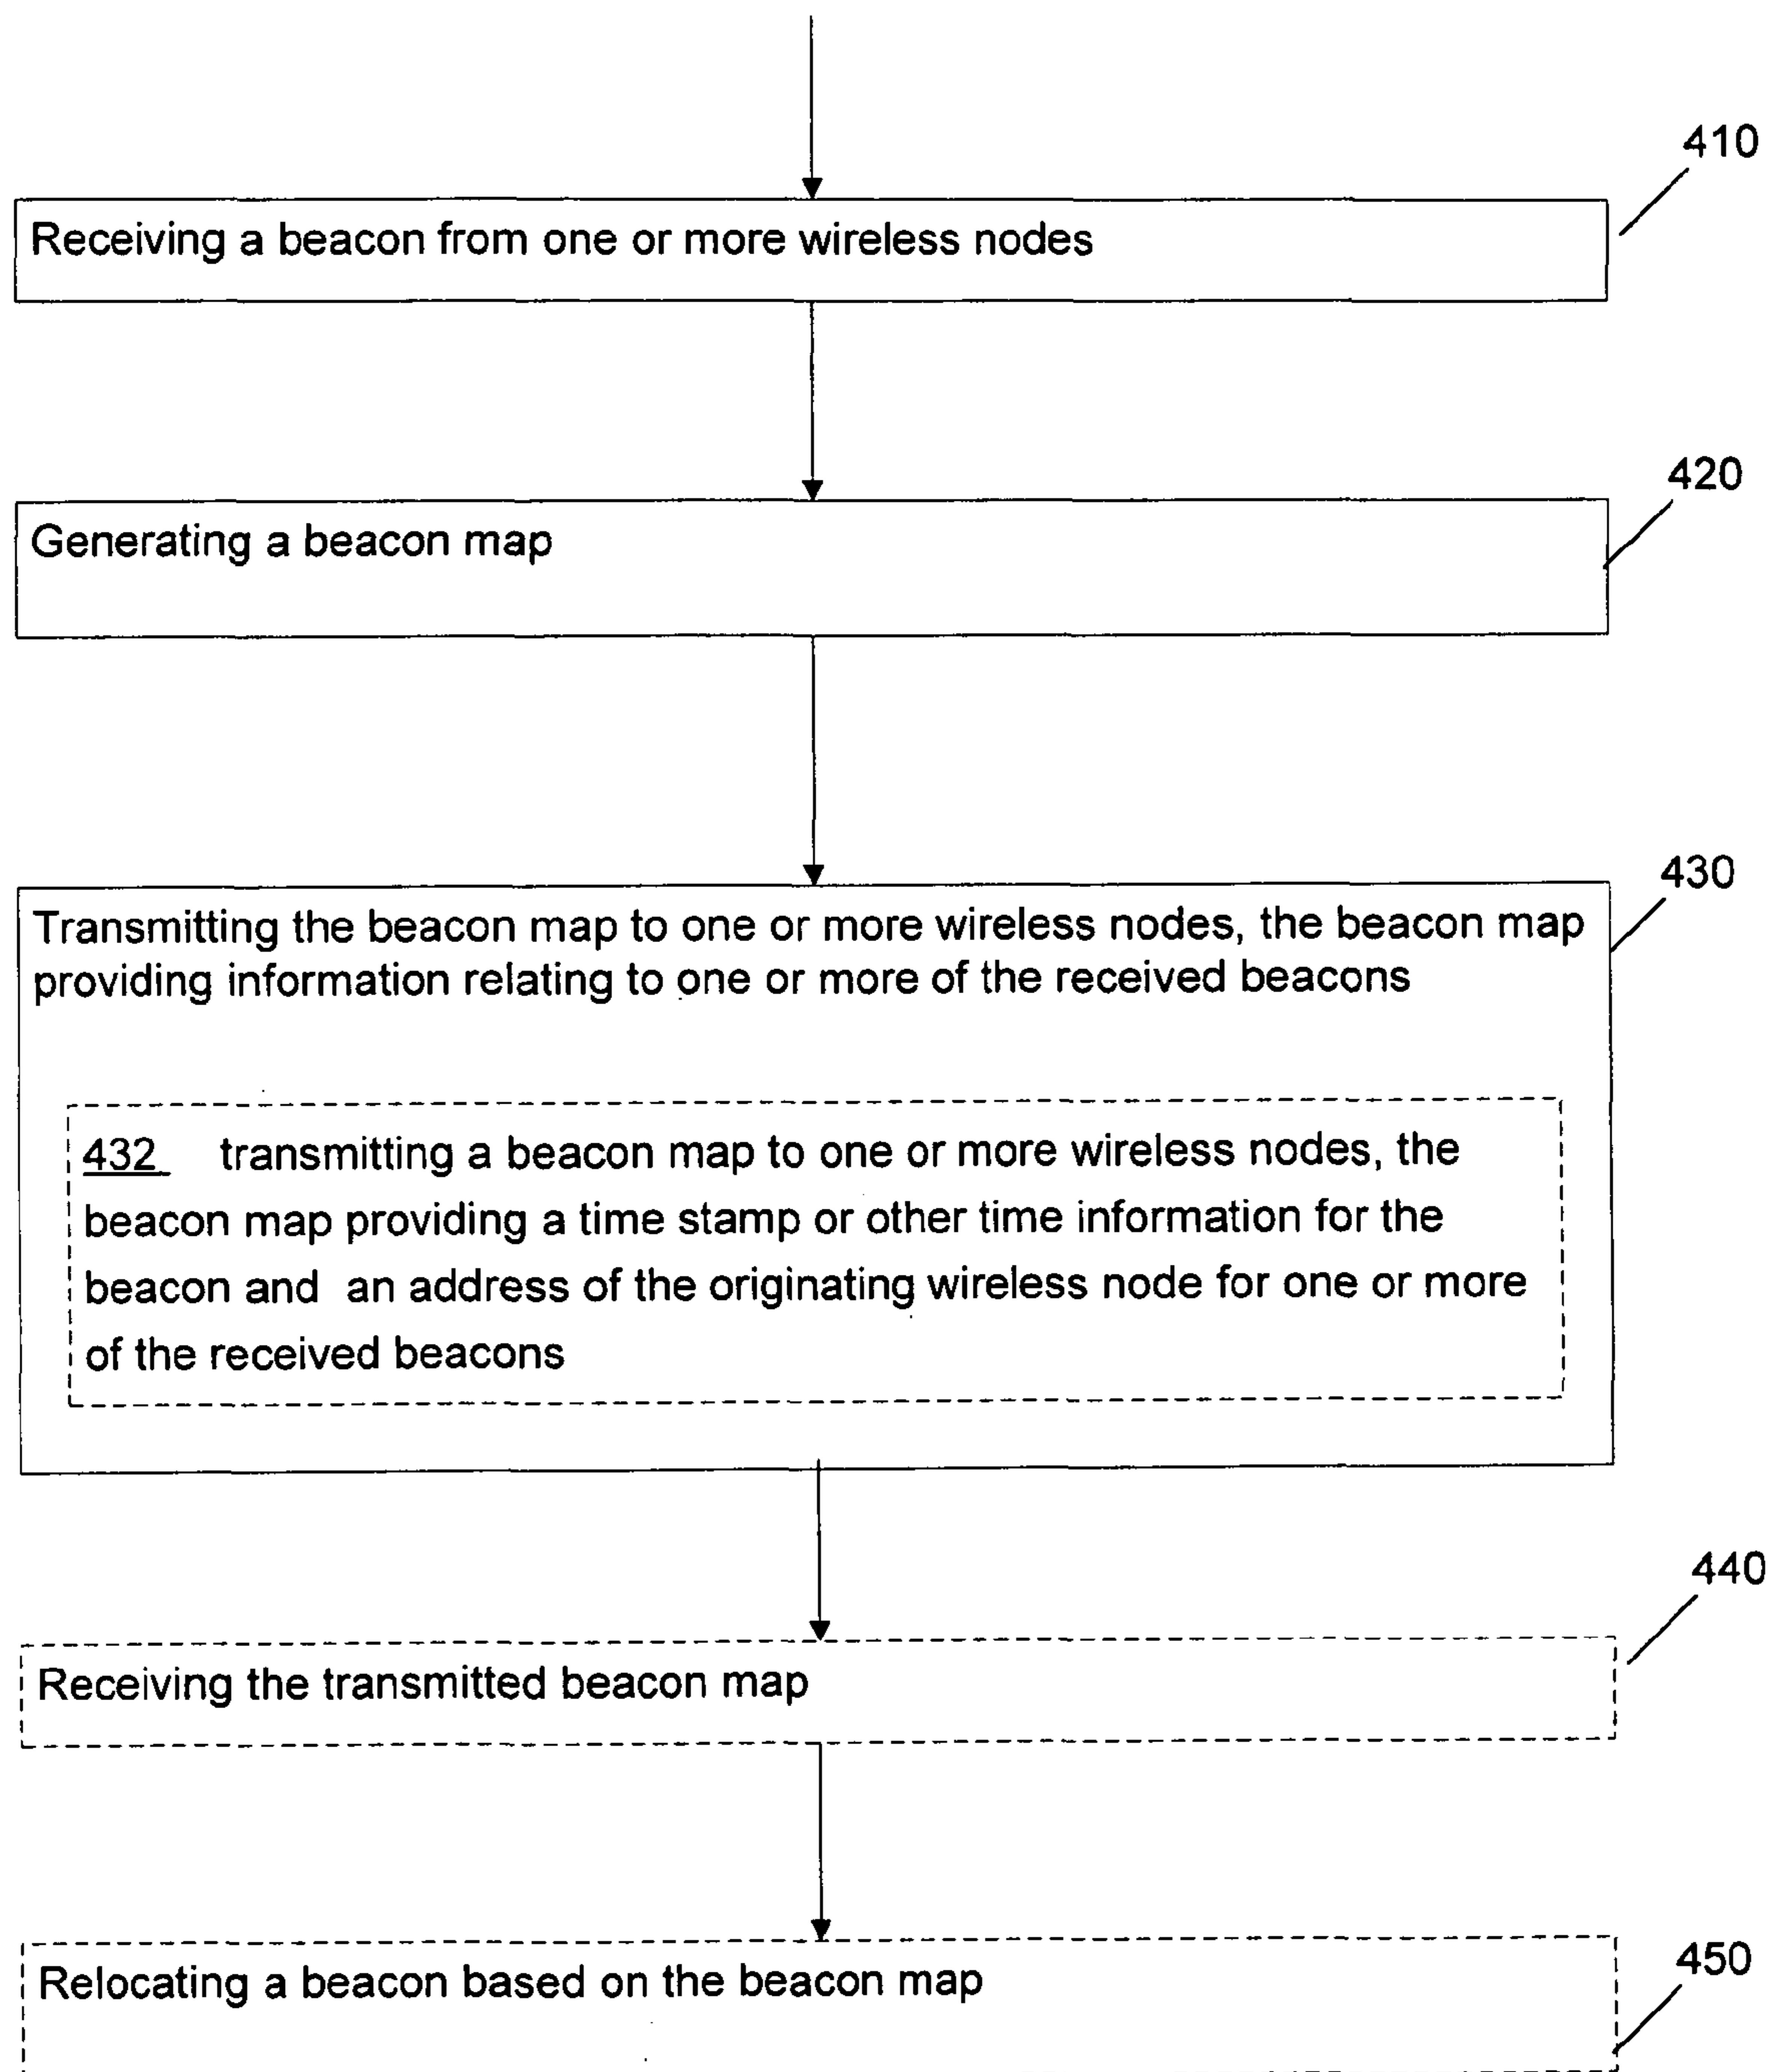 410
Receiving a beacon from one or more wireless nodes
420
Generating a beacon map
430
Transmitting the beacon map to one or more wireless nodes, the beacon map
providing information relating to one or more of the received beacons
432 transmitting a beacon map to one or more wireless nodes, the
beacon map providing a time stamp or other time information for the
beacon and an address of the originating wireless node for one or more
of the received beacons
440
Receiving the transmitted beacon map
450
Relocating a beacon based on the beacon map